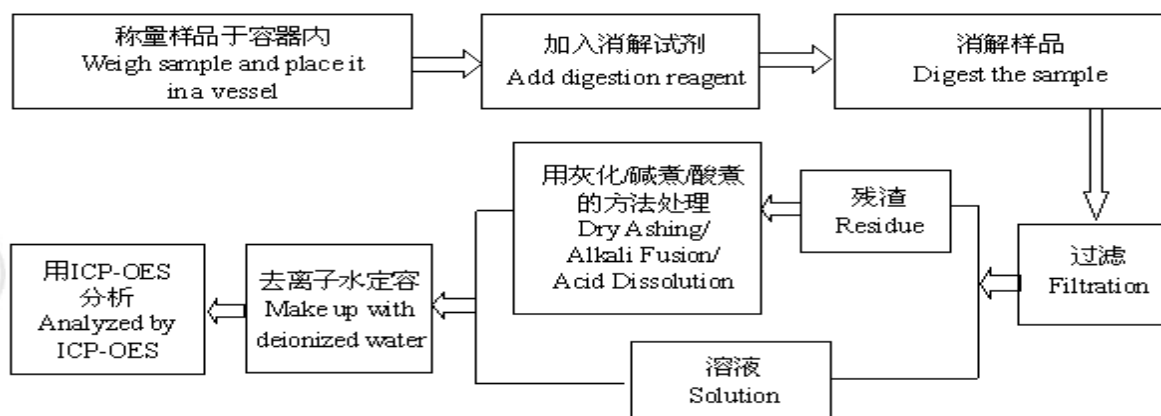 称量样品于容器内
Weigh sample and place it
in a vessel
加入消解试剂
Add digestion reagent
消解样品
Digest the sample
过滤
Filtration
残渣
Residue
用灰化/碱煮/酸煮
的方法处理
Dry Ashing/
Alkali Fusion/
Acid Dissolution
溶液
Solution
去离子水定容
Make up with
deionized water
用ICP-OES
分析
Analyzed by
ICP-OES